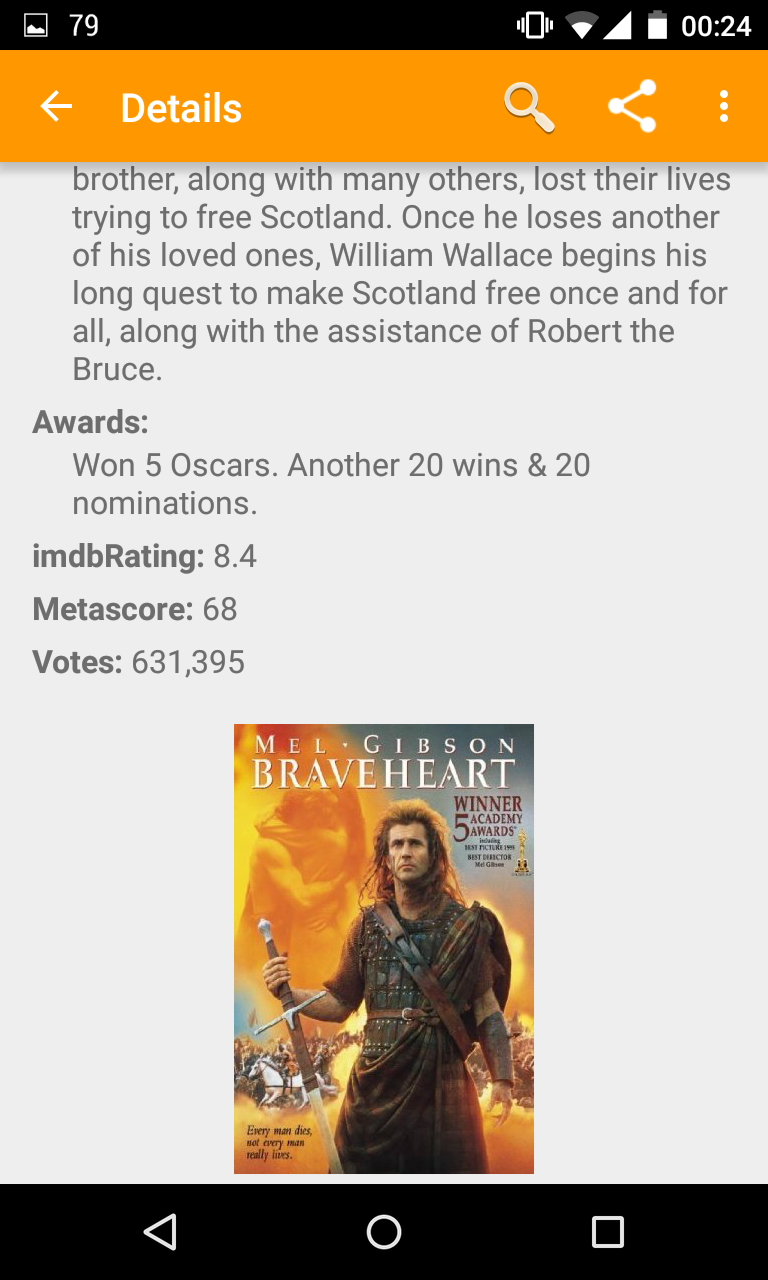 79
00:24
Details
brother, along with many others, lost their lives
trying to free Scotland. Once he loses another
of his loved ones, William Wallace begins his
long quest to make Scotland free once and for
all, along with the assistance of Robert the
Bruce.
Awards:
Won 5 Oscars. Another 20 wins & 20
nominations.
imdbRating: 8.4
Metascore: 68
Votes: 631,395
MEL · GIBSON
BRAVEHEART
WINNER
5 ACADEMY
AWARDS
including
BEST PICTURE 1995
BEST DIRECTOR
Mel Gibson
Every man dies,
not every man
really lives.